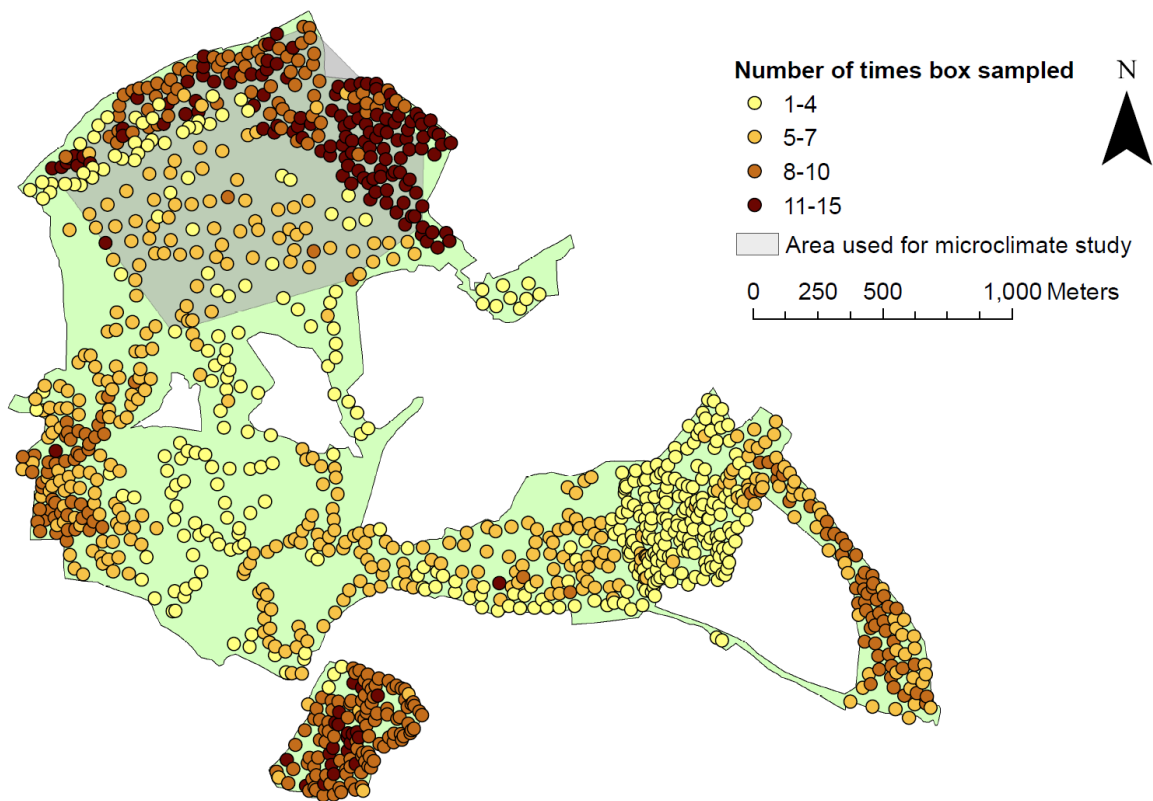 Number of times box sampled
N
1-4
5-7
8-10
11-15
Area used for microclimate study
0 250 500 1,000 Meters